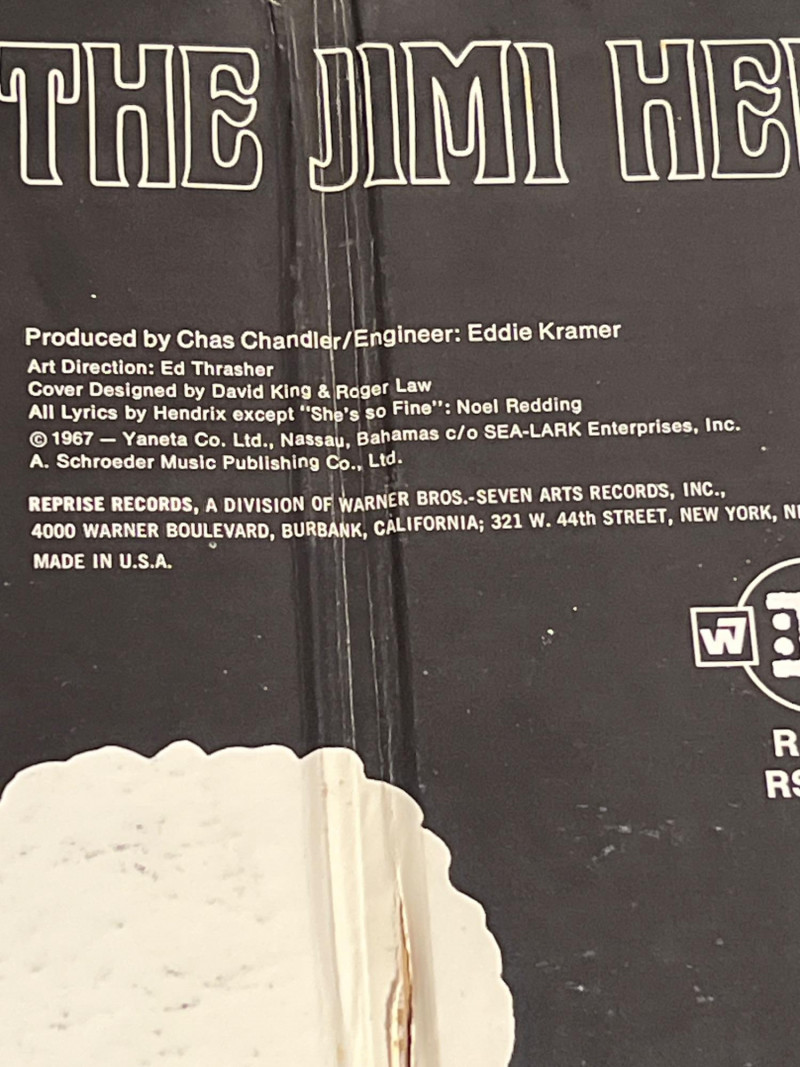 THE JIMI HE
Produced by Chas Chandler/Engineer: Eddie Kramer
Art Direction: Ed Thrasher
Cover Designed by David King & Roger Law
All Lyrics by Hendrix except "She's so Fine": Noel Redding
© 1967 — Yaneta Co. Ltd., Nassau, Bahamas c/o SEA-LARK Enterprises, Inc.
A. Schroeder Music Publishing Co., Ltd.
REPRISE RECORDS, A DIVISION OF WARNER BROS.-SEVEN ARTS RECORDS, INC.,
4000 WARNER BOULEVARD, BURBANK, CALIFORNIA; 321 W. 44th STREET, NEW YORK, N
MADE IN U.S.A.
W7
R
RS